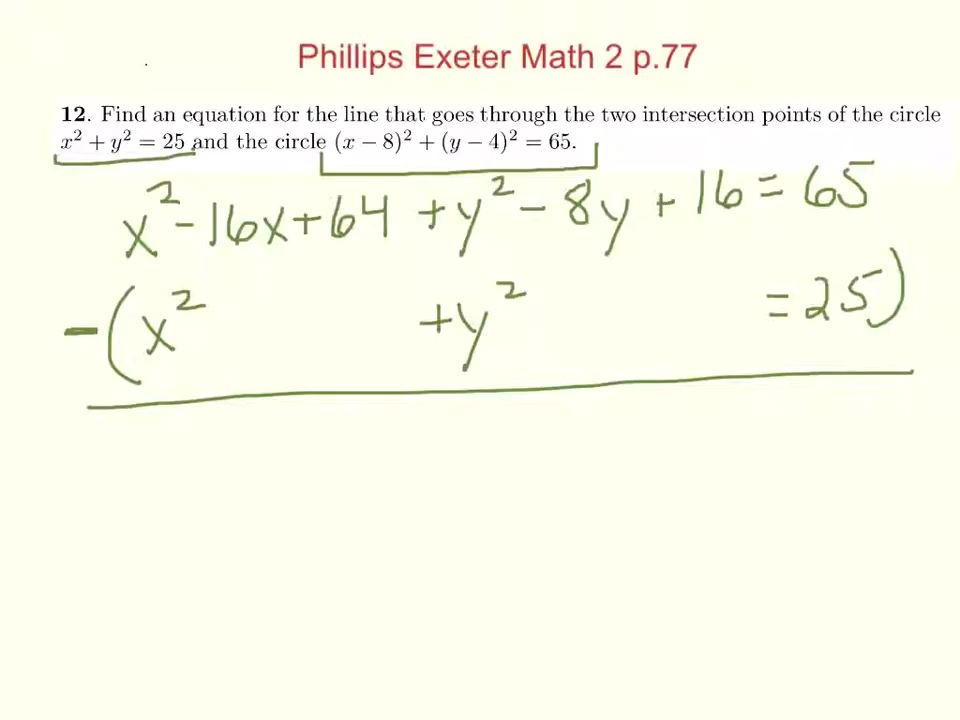 Phillips Exeter Math 2 p.77
12. Find an equation for the line that goes through the two intersection points of the circle
x² + y² = 25 and the circle (x − 8)² + (y − 4)² = 65.
x² - 16x + 64 + y² - 8y + 16 = 65
-(x² + y² = 25)